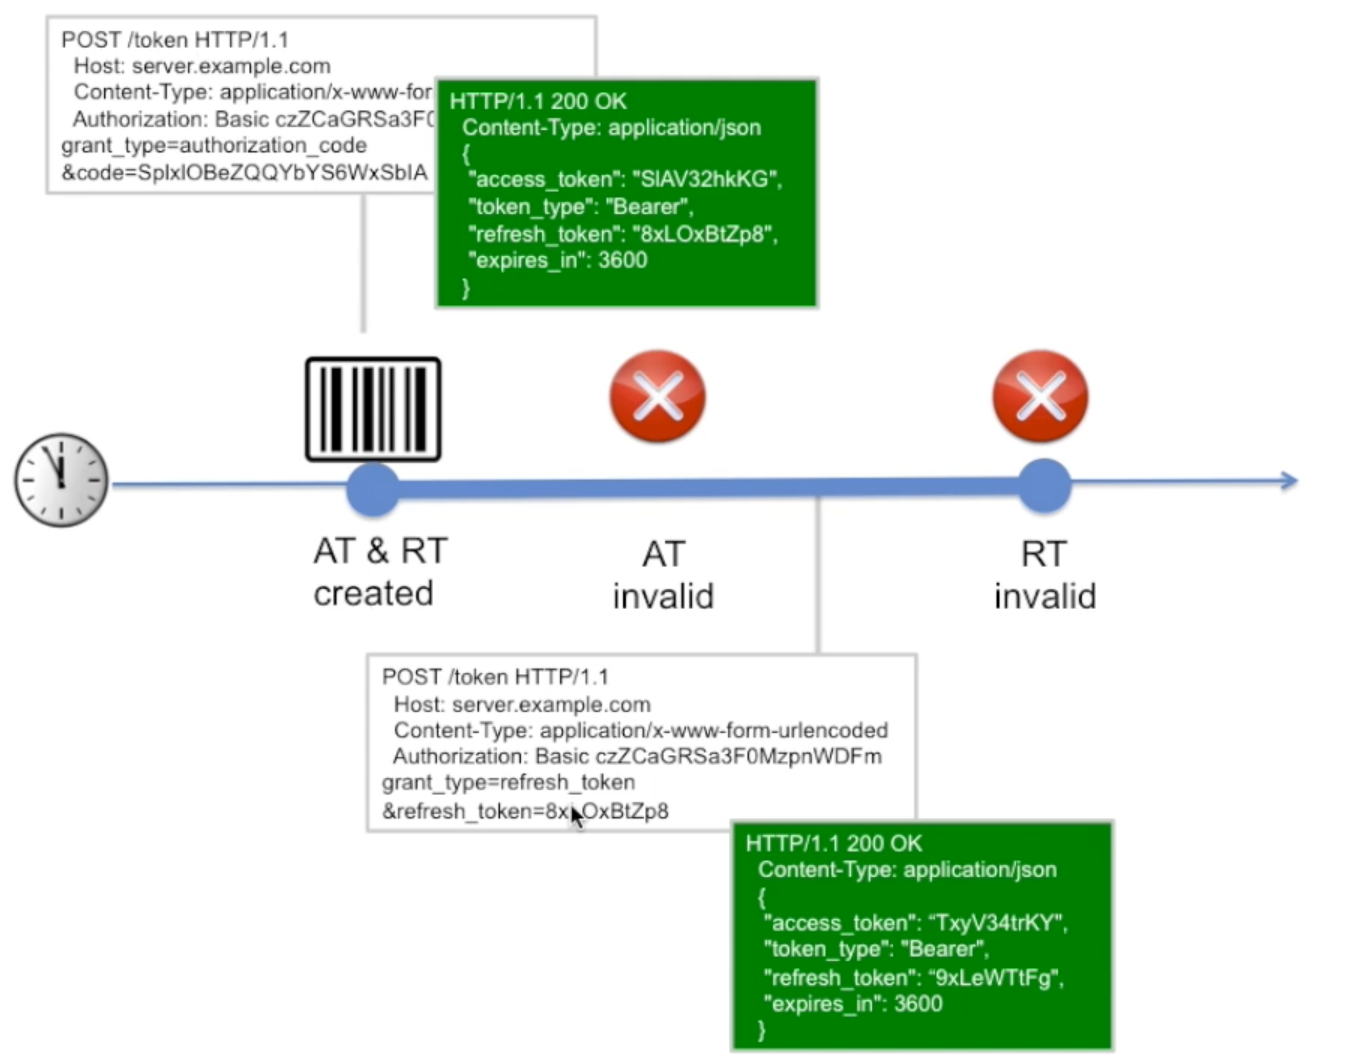 POST /token HTTP/1.1
Host: server.example.com
Content-Type: application/x-www-for
Authorization: Basic czZCaGRSa3F0
grant_type=authorization_code
&code=SplxlOBeZQQYbYS6WxSbIA
HTTP/1.1 200 OK
Content-Type: application/json
{
"access_token": "SlAV32hkKG",
"token_type": "Bearer",
"refresh_token": "8xLOxBtZp8",
"expires_in": 3600
}
AT & RT
created
AT
invalid
RT
invalid
POST /token HTTP/1.1
Host: server.example.com
Content-Type: application/x-www-form-urlencoded
Authorization: Basic czZCaGRSa3F0MzpnWDFm
grant_type=refresh_token
&refresh_token=8xLOxBtZp8
HTTP/1.1 200 OK
Content-Type: application/json
{
"access_token": “TxyV34trKY",
"token_type": "Bearer",
"refresh_token": “9xLeWTtFg",
"expires_in": 3600
}